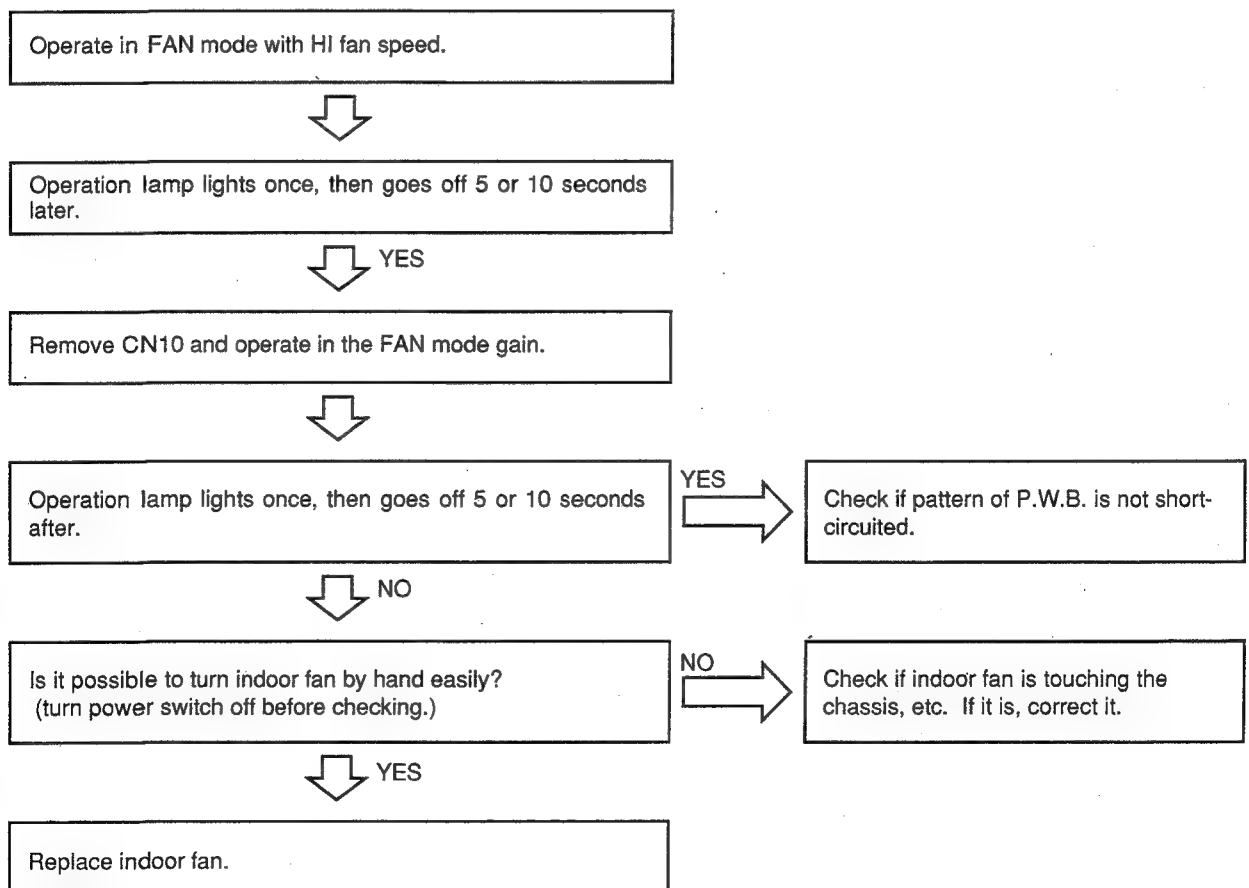 Operate in FAN mode with HI fan speed.
Operation lamp lights once, then goes off 5 or 10 seconds
later.
YES
Remove CN10 and operate in the FAN mode gain.
Operation lamp lights once, then goes off 5 or 10 seconds
after.
YES
Check if pattern of P.W.B. is not short-
circuited.
NO
Is it possible to turn indoor fan by hand easily?
(turn power switch off before checking.)
NO
Check if indoor fan is touching the
chassis, etc. If it is, correct it.
YES
Replace indoor fan.